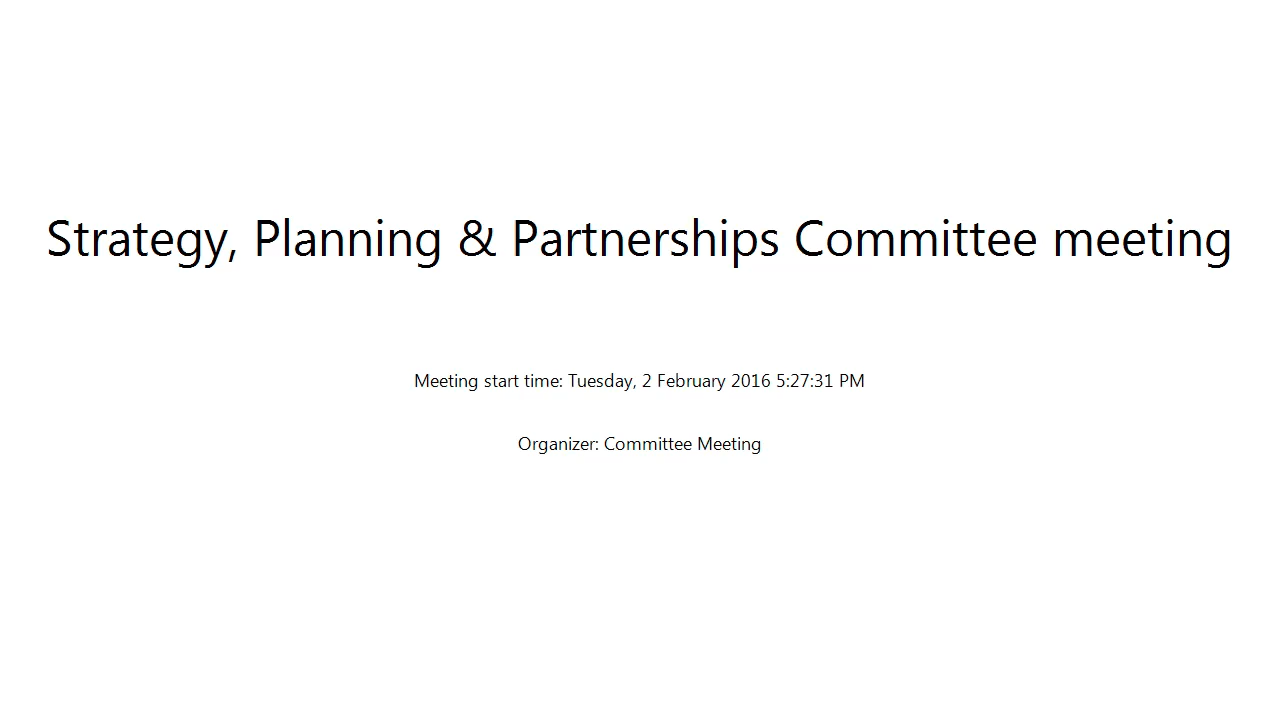 Strategy, Planning & Partnerships Committee meeting
Meeting start time: Tuesday, 2 February 2016 5:27:31 PM
Organizer: Committee Meeting